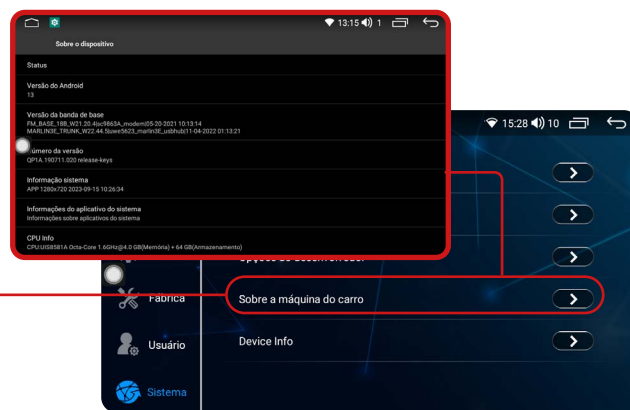 13:15 1
Sobre o dispositivo
Status
Versão do Android
13
Versão da banda de base
FM_BASE_18B_W21.20.4|sc9863A_modem|05-20-2021 10:13:14
MARLIN3E_TRUNK_W22.44.5|uwe5623_marlin3E_usbhub|11-04-2022 01:13:21
úmero da versão
QP1A.190711.020 release-keys
Informação sistema
APP 1280x720 2023-09-15 10:26:34
Informações do aplicativo do sistema
Informações sobre aplicativos do sistema
CPU Info
CPU:UIS8581A Octa-Core 1.6GHz@4.0 GB(Memória) + 64 GB(Armazenamento)
15:28 10
Fábrica
Sobre a máquina do carro
Usuário
Device Info
Sistema